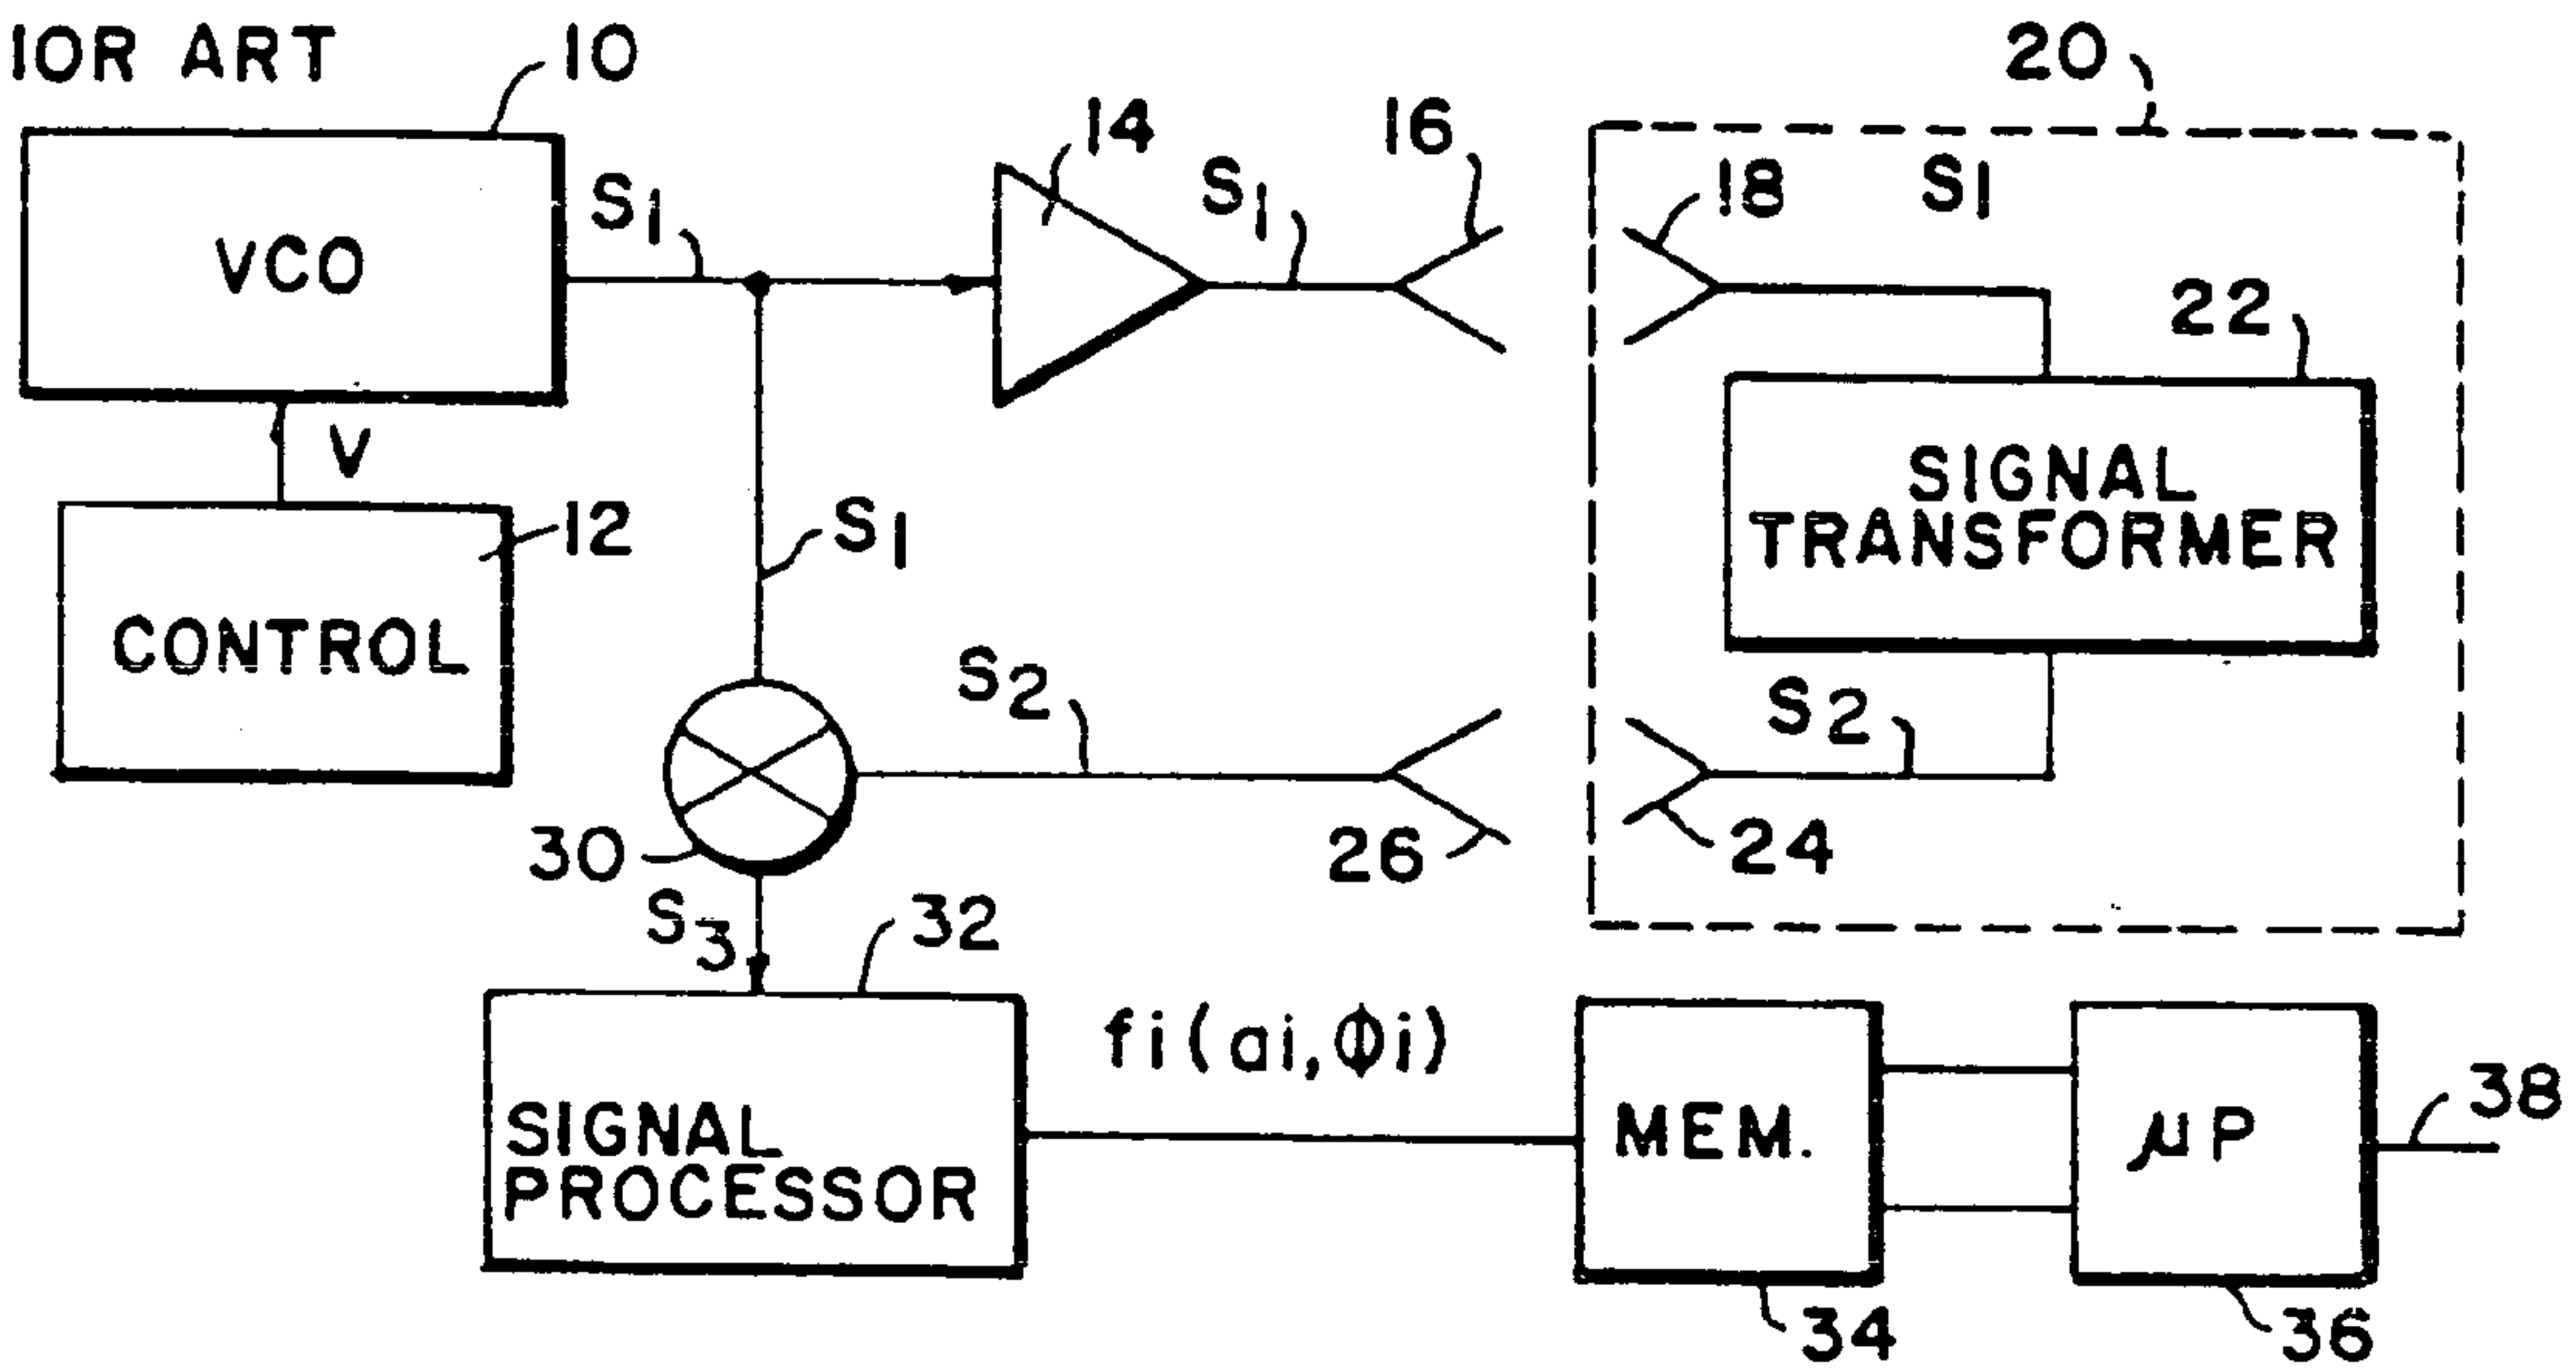 IOR ART
10
20
14
16
S1
S1
18
S1
VCO
22
V
SIGNAL
TRANSFORMER
12
S1
CONTROL
S2
S2
30
26
24
S3
32
fi(ai,Φi)
SIGNAL
PROCESSOR
MEM.
μP
38
34
36